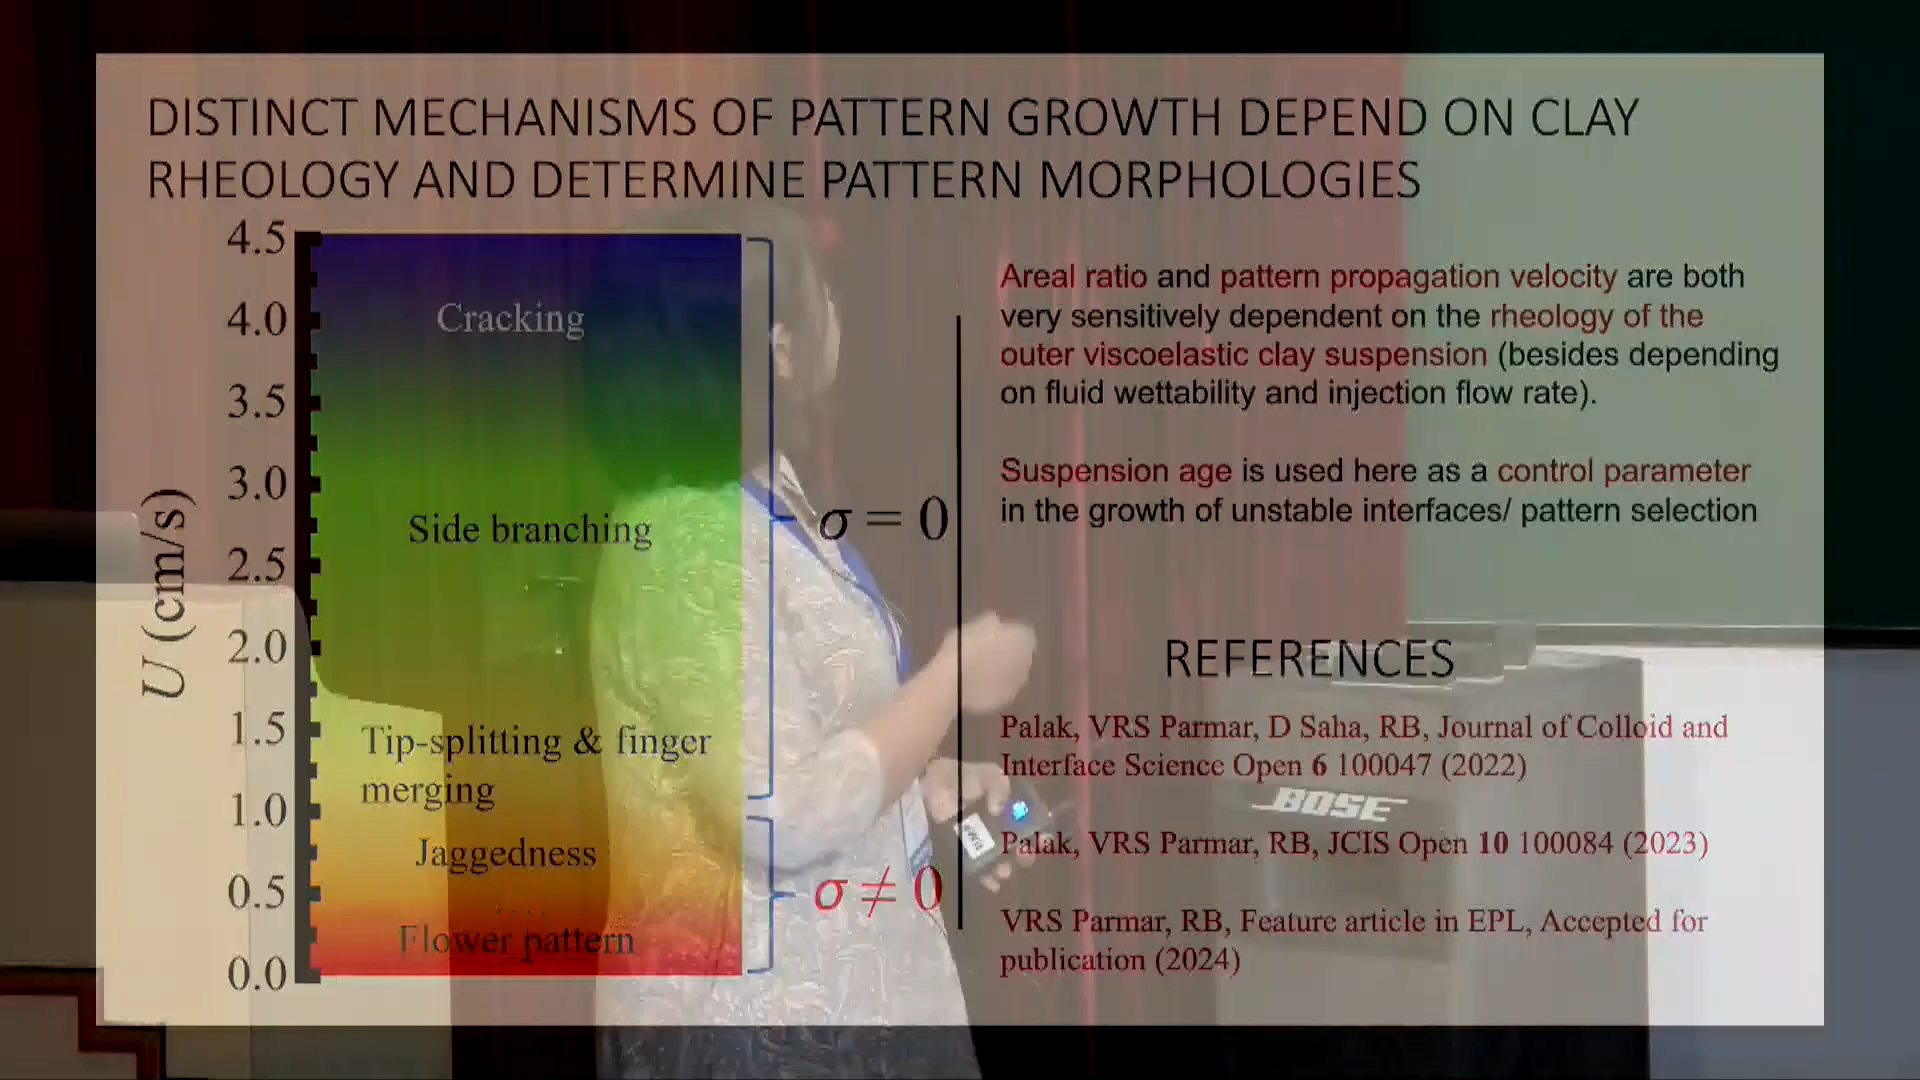 DISTINCT MECHANISMS OF PATTERN GROWTH DEPEND ON CLAY
RHEOLOGY AND DETERMINE PATTERN MORPHOLOGIES
4.5
4.0
3.5
3.0
2.5
2.0
1.5
1.0
0.5
0.0
U (cm/s)
Cracking
Side branching
Tip-splitting & finger
merging
Jaggedness
Flower pattern
σ = 0
σ ≠ 0
Areal ratio and pattern propagation velocity are both
very sensitively dependent on the rheology of the
outer viscoelastic clay suspension (besides depending
on fluid wettability and injection flow rate).
Suspension age is used here as a control parameter
in the growth of unstable interfaces/ pattern selection
REFERENCES
Palak, VRS Parmar, D Saha, RB, Journal of Colloid and
Interface Science Open 6 100047 (2022)
BOSE
Palak, VRS Parmar, RB, JCIS Open 10 100084 (2023)
VRS Parmar, RB, Feature article in EPL, Accepted for
publication (2024)